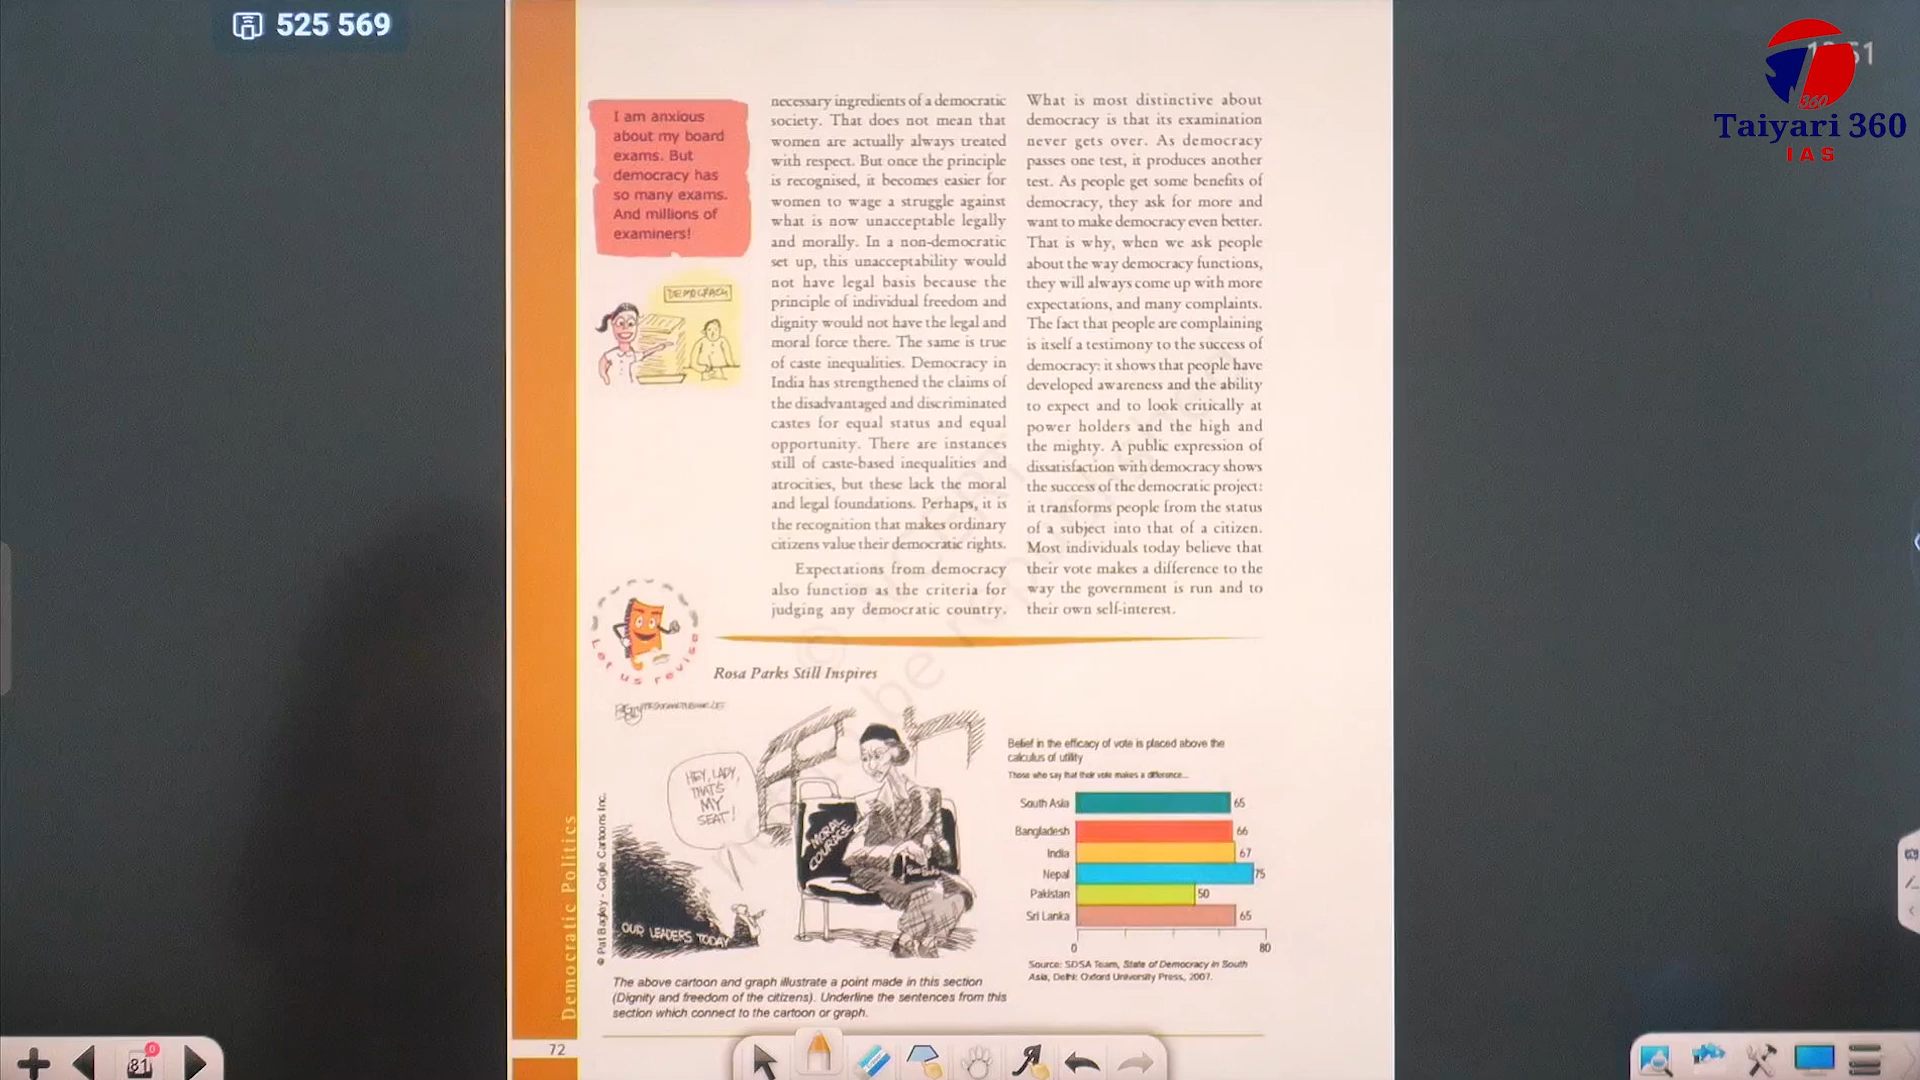 525 569
Taiyari 360
IAS
I am anxious
about my board
exams. But
democracy has
so many exams.
And millions of
examiners!
DEMOCRACY
necessary ingredients of a democratic
society. That does not mean that
women are actually always treated
with respect. But once the principle
is recognised, it becomes easier for
women to wage a struggle against
what is now unacceptable legally
and morally. In a non-democratic
set up, this unacceptability would
not have legal basis because the
principle of individual freedom and
dignity would not have the legal and
moral force there. The same is true
of caste inequalities. Democracy in
India has strengthened the claims of
the disadvantaged and discriminated
castes for equal status and equal
opportunity. There are instances
still of caste-based inequalities and
atrocities, but these lack the moral
and legal foundations. Perhaps, it is
the recognition that makes ordinary
citizens value their democratic rights.
Expectations from democracy
also function as the criteria for
judging any democratic country.
What is most distinctive about
democracy is that its examination
never gets over. As democracy
passes one test, it produces another
test. As people get some benefits of
democracy, they ask for more and
want to make democracy even better.
That is why, when we ask people
about the way democracy functions,
they will always come up with more
expectations, and many complaints.
The fact that people are complaining
is itself a testimony to the success of
democracy: it shows that people have
developed awareness and the ability
to expect and to look critically at
power holders and the high and
the mighty. A public expression of
dissatisfaction with democracy shows
the success of the democratic project:
it transforms people from the status
of a subject into that of a citizen.
Most individuals today believe that
their vote makes a difference to the
way the government is run and to
their own self-interest.
Let us revise
Rosa Parks Still Inspires
HEY, LADY,
THAT'S
MY
SEAT!
MORAL
COURAGE
OUR LEADERS TODAY
© Pat Bagley - Cagle Cartoons Inc.
Belief in the efficacy of vote is placed above the
calculus of utility
Those who say that their vote makes a difference...
South Asia 65
Bangladesh 66
India 67
Nepal 75
Pakistan 50
Sri Lanka 65
0 80
Source: SDSA Team, State of Democracy in South
Asia, Delhi: Oxford University Press, 2007.
The above cartoon and graph illustrate a point made in this section
(Dignity and freedom of the citizens). Underline the sentences from this
section which connect to the cartoon or graph.
Democratic Politics
72
81
0